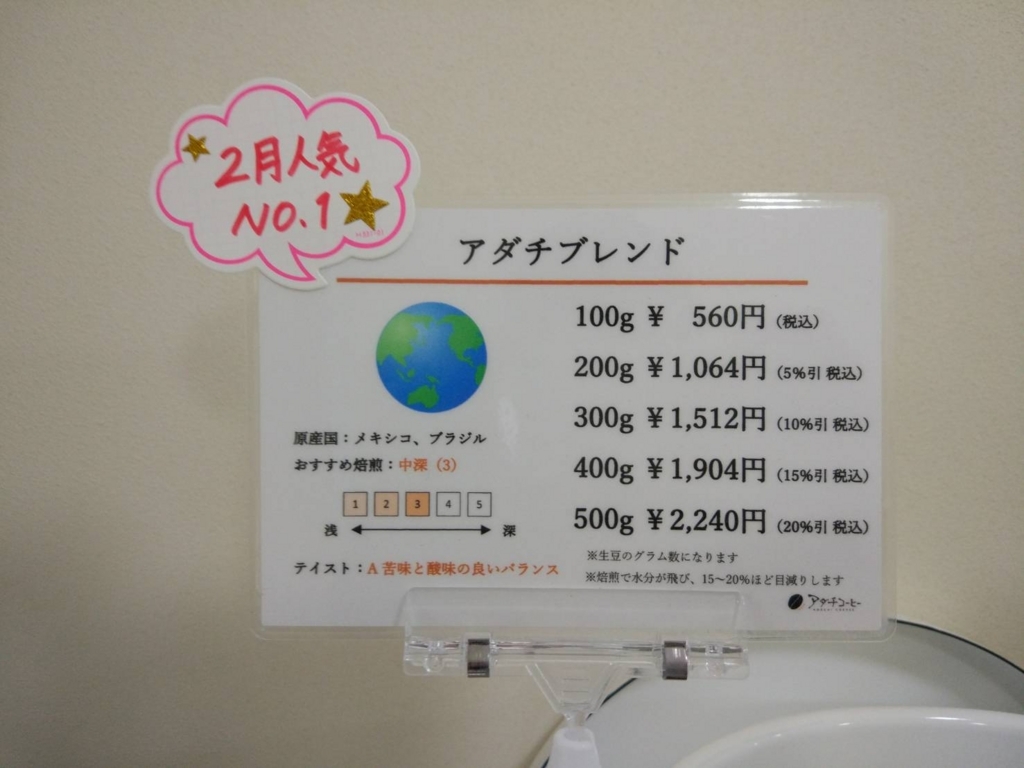 2月人気
NO.1
アダチブレンド
100g ¥ 560円 (税込)
200g ¥1,064円 (5%引 税込)
300g ¥1,512円 (10%引 税込)
400g ¥1,904円 (15%引 税込)
500g ¥2,240円 (20%引 税込)
※生豆のグラム数になります
※焙煎で水分が飛び、15～20%ほど目減りします
原産国：メキシコ、ブラジル
おすすめ焙煎：中深（3）
1 2 3 4 5
浅 深
テイスト：A 苦味と酸味の良いバランス
アダチコーヒー